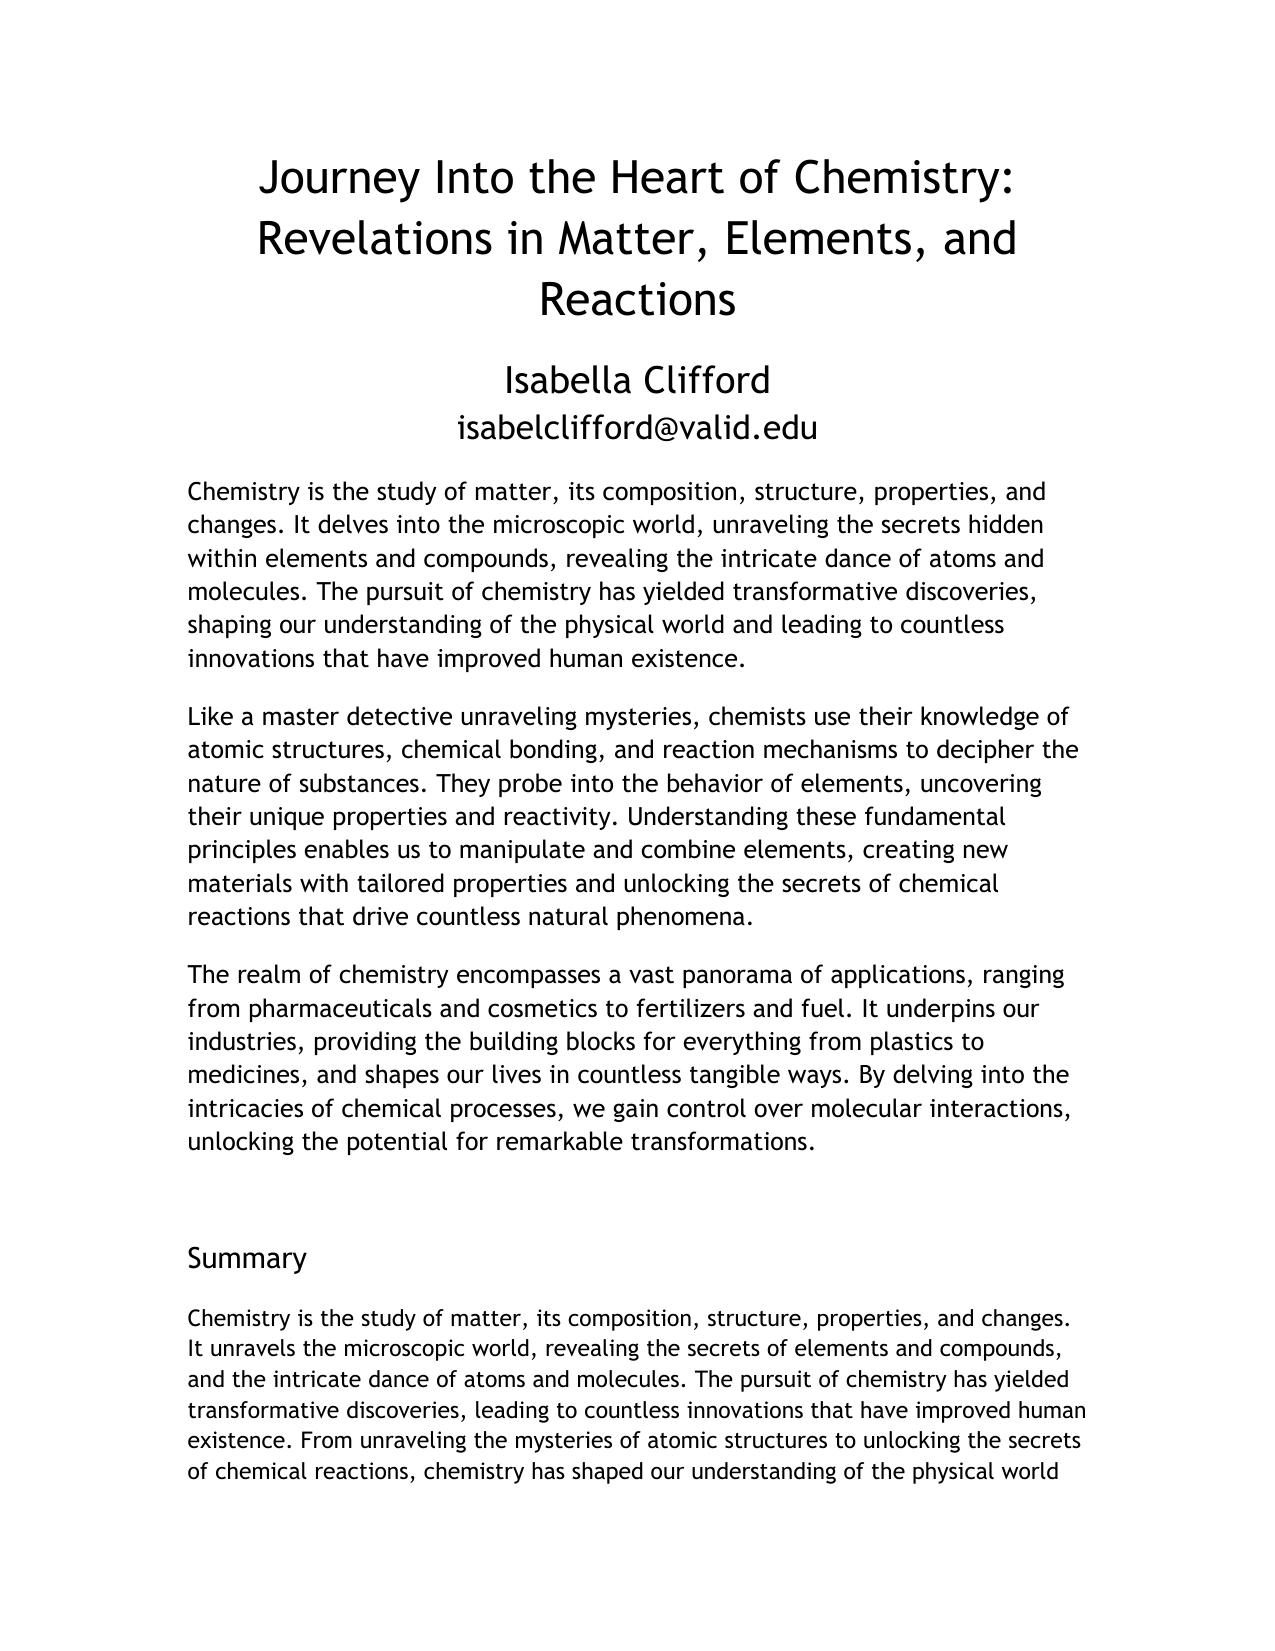 Journey Into the Heart of Chemistry:
Revelations in Matter, Elements, and
Reactions
Isabella Clifford
isabelclifford@valid.edu
Chemistry is the study of matter, its composition, structure, properties, and
changes. It delves into the microscopic world, unraveling the secrets hidden
within elements and compounds, revealing the intricate dance of atoms and
molecules. The pursuit of chemistry has yielded transformative discoveries,
shaping our understanding of the physical world and leading to countless
innovations that have improved human existence.
Like a master detective unraveling mysteries, chemists use their knowledge of
atomic structures, chemical bonding, and reaction mechanisms to decipher the
nature of substances. They probe into the behavior of elements, uncovering
their unique properties and reactivity. Understanding these fundamental
principles enables us to manipulate and combine elements, creating new
materials with tailored properties and unlocking the secrets of chemical
reactions that drive countless natural phenomena.
The realm of chemistry encompasses a vast panorama of applications, ranging
from pharmaceuticals and cosmetics to fertilizers and fuel. It underpins our
industries, providing the building blocks for everything from plastics to
medicines, and shapes our lives in countless tangible ways. By delving into the
intricacies of chemical processes, we gain control over molecular interactions,
unlocking the potential for remarkable transformations.
Summary
Chemistry is the study of matter, its composition, structure, properties, and changes.
It unravels the microscopic world, revealing the secrets of elements and compounds,
and the intricate dance of atoms and molecules. The pursuit of chemistry has yielded
transformative discoveries, leading to countless innovations that have improved human
existence. From unraveling the mysteries of atomic structures to unlocking the secrets
of chemical reactions, chemistry has shaped our understanding of the physical world